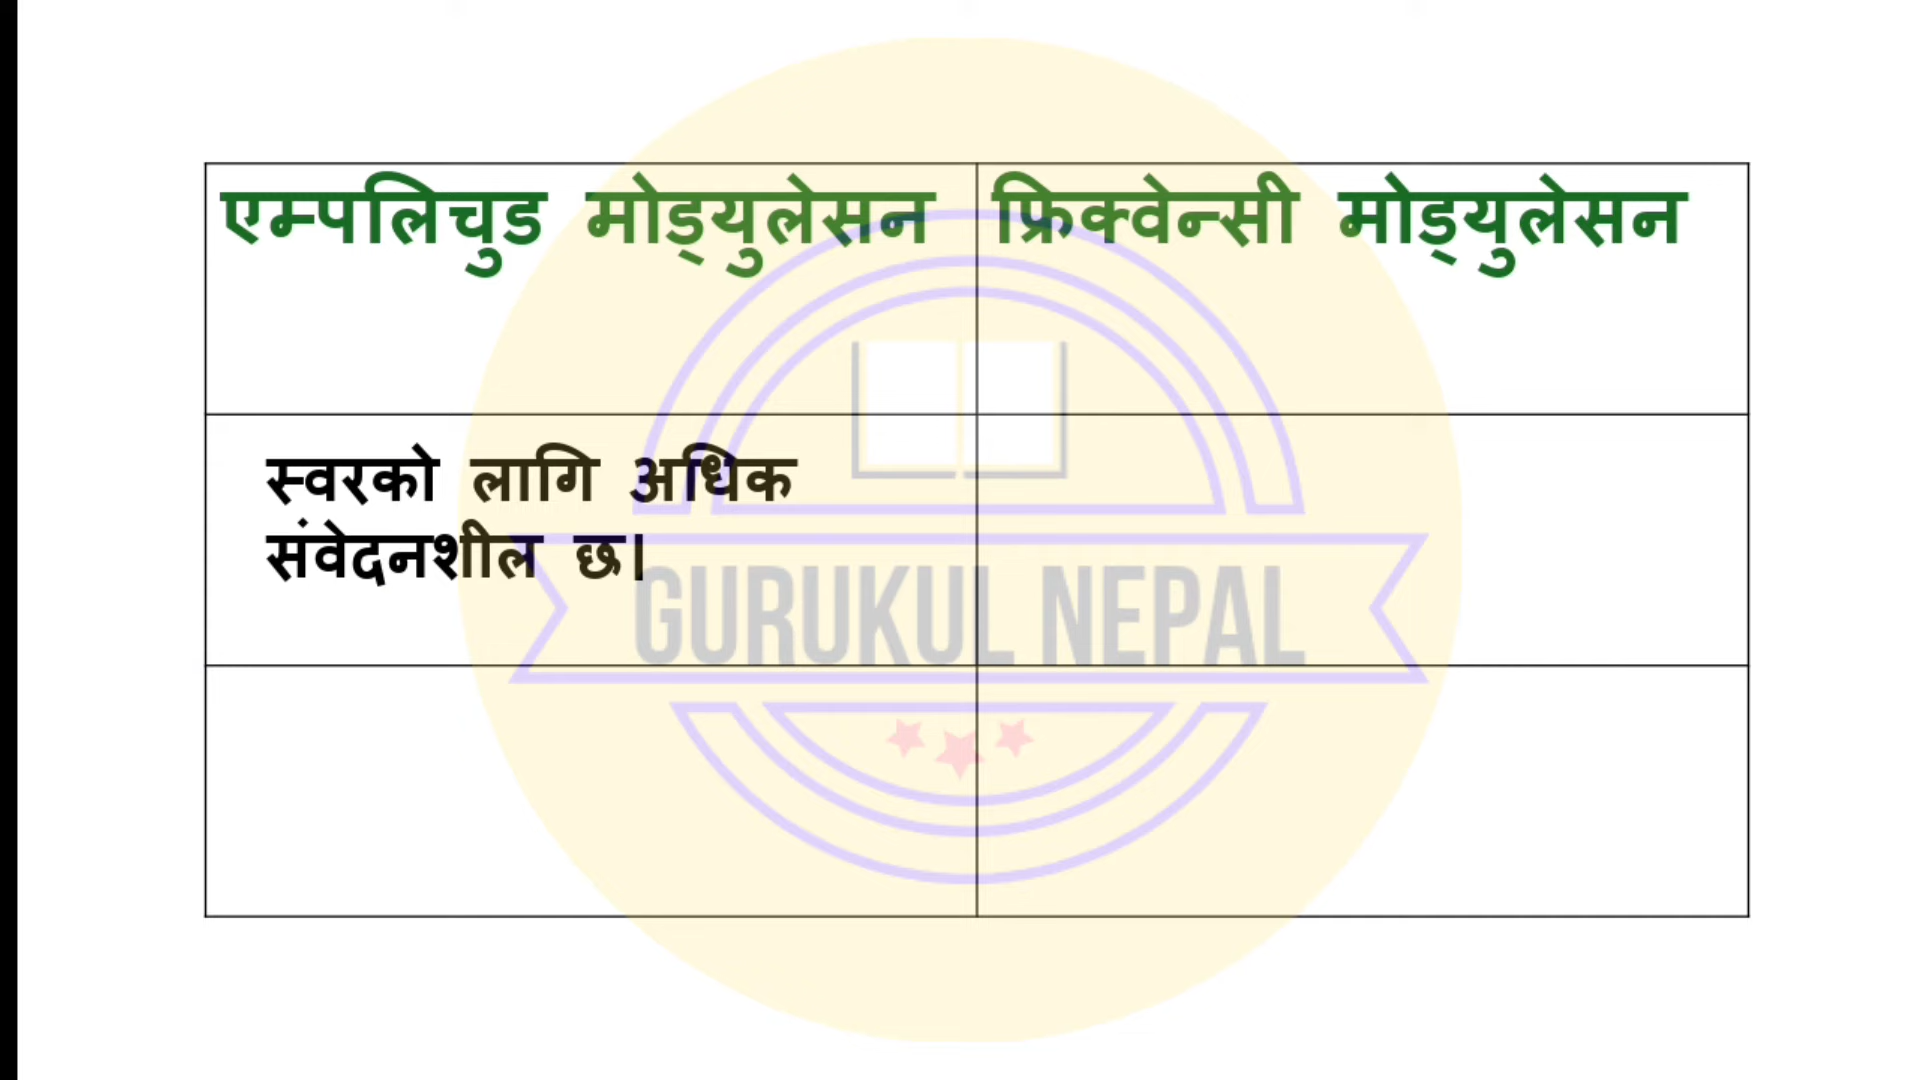 एम्पलिचुड मोड्युलेसन
फ्रिक्वेन्सी मोड्युलेसन
स्वरको लागि अधिक
संवेदनशील छ।
GURUKUL NEPAL